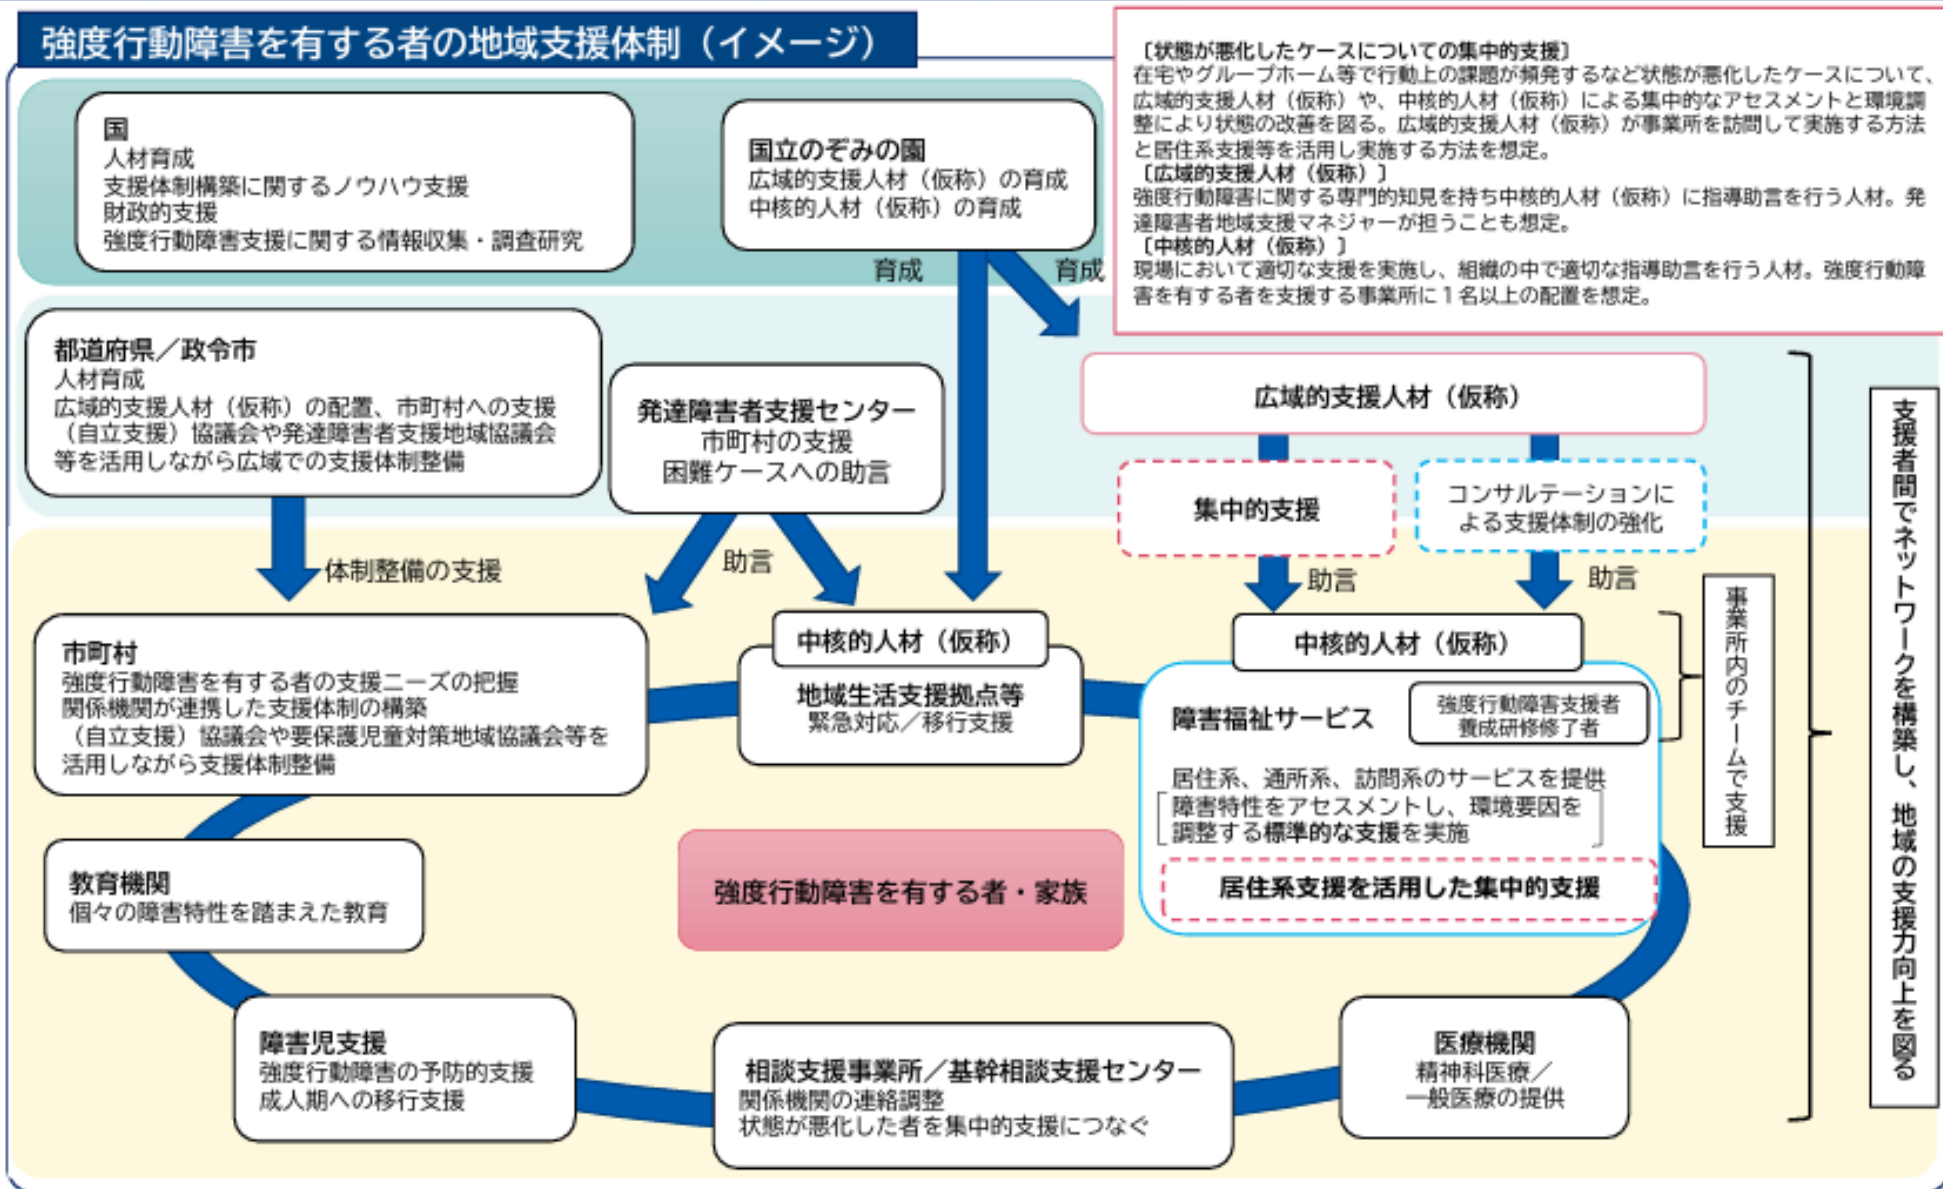 強度行動障害を有する者の地域支援体制（イメージ）
〔状態が悪化したケースについての集中的支援〕
在宅やグループホーム等で行動上の課題が頻発するなど状態が悪化したケースについて、
広域的支援人材（仮称）や、中核的人材（仮称）による集中的なアセスメントと環境調
整により状態の改善を図る。広域的支援人材（仮称）が事業所を訪問して実施する方法
と居住系支援等を活用し実施する方法を想定。
〔広域的支援人材（仮称）〕
強度行動障害に関する専門的知見を持ち中核的人材（仮称）に指導助言を行う人材。発
達障害者地域支援マネジャーが担うことも想定。
〔中核的人材（仮称）〕
現場において適切な支援を実施し、組織の中で適切な指導助言を行う人材。強度行動障
害を有する者を支援する事業所に１名以上の配置を想定。
国
人材育成
支援体制構築に関するノウハウ支援
財政的支援
強度行動障害支援に関する情報収集・調査研究
国立のぞみの園
広域的支援人材（仮称）の育成
中核的人材（仮称）の育成
育成
育成
都道府県／政令市
人材育成
広域的支援人材（仮称）の配置、市町村への支援
（自立支援）協議会や発達障害者支援地域協議会
等を活用しながら広域での支援体制整備
発達障害者支援センター
市町村の支援
困難ケースへの助言
広域的支援人材（仮称）
集中的支援
コンサルテーションに
よる支援体制の強化
体制整備の支援
助言
助言
助言
市町村
強度行動障害を有する者の支援ニーズの把握
関係機関が連携した支援体制の構築
（自立支援）協議会や要保護児童対策地域協議会等を
活用しながら支援体制整備
中核的人材（仮称）
地域生活支援拠点等
緊急対応／移行支援
中核的人材（仮称）
障害福祉サービス
強度行動障害支援者
養成研修修了者
居住系、通所系、訪問系のサービスを提供
障害特性をアセスメントし、環境要因を
調整する標準的な支援を実施
居住系支援を活用した集中的支援
事業所内のチームで支援
支援者間でネットワークを構築し、地域の支援力向上を図る
教育機関
個々の障害特性を踏まえた教育
強度行動障害を有する者・家族
障害児支援
強度行動障害の予防的支援
成人期への移行支援
相談支援事業所／基幹相談支援センター
関係機関の連絡調整
状態が悪化した者を集中的支援につなぐ
医療機関
精神科医療／
一般医療の提供